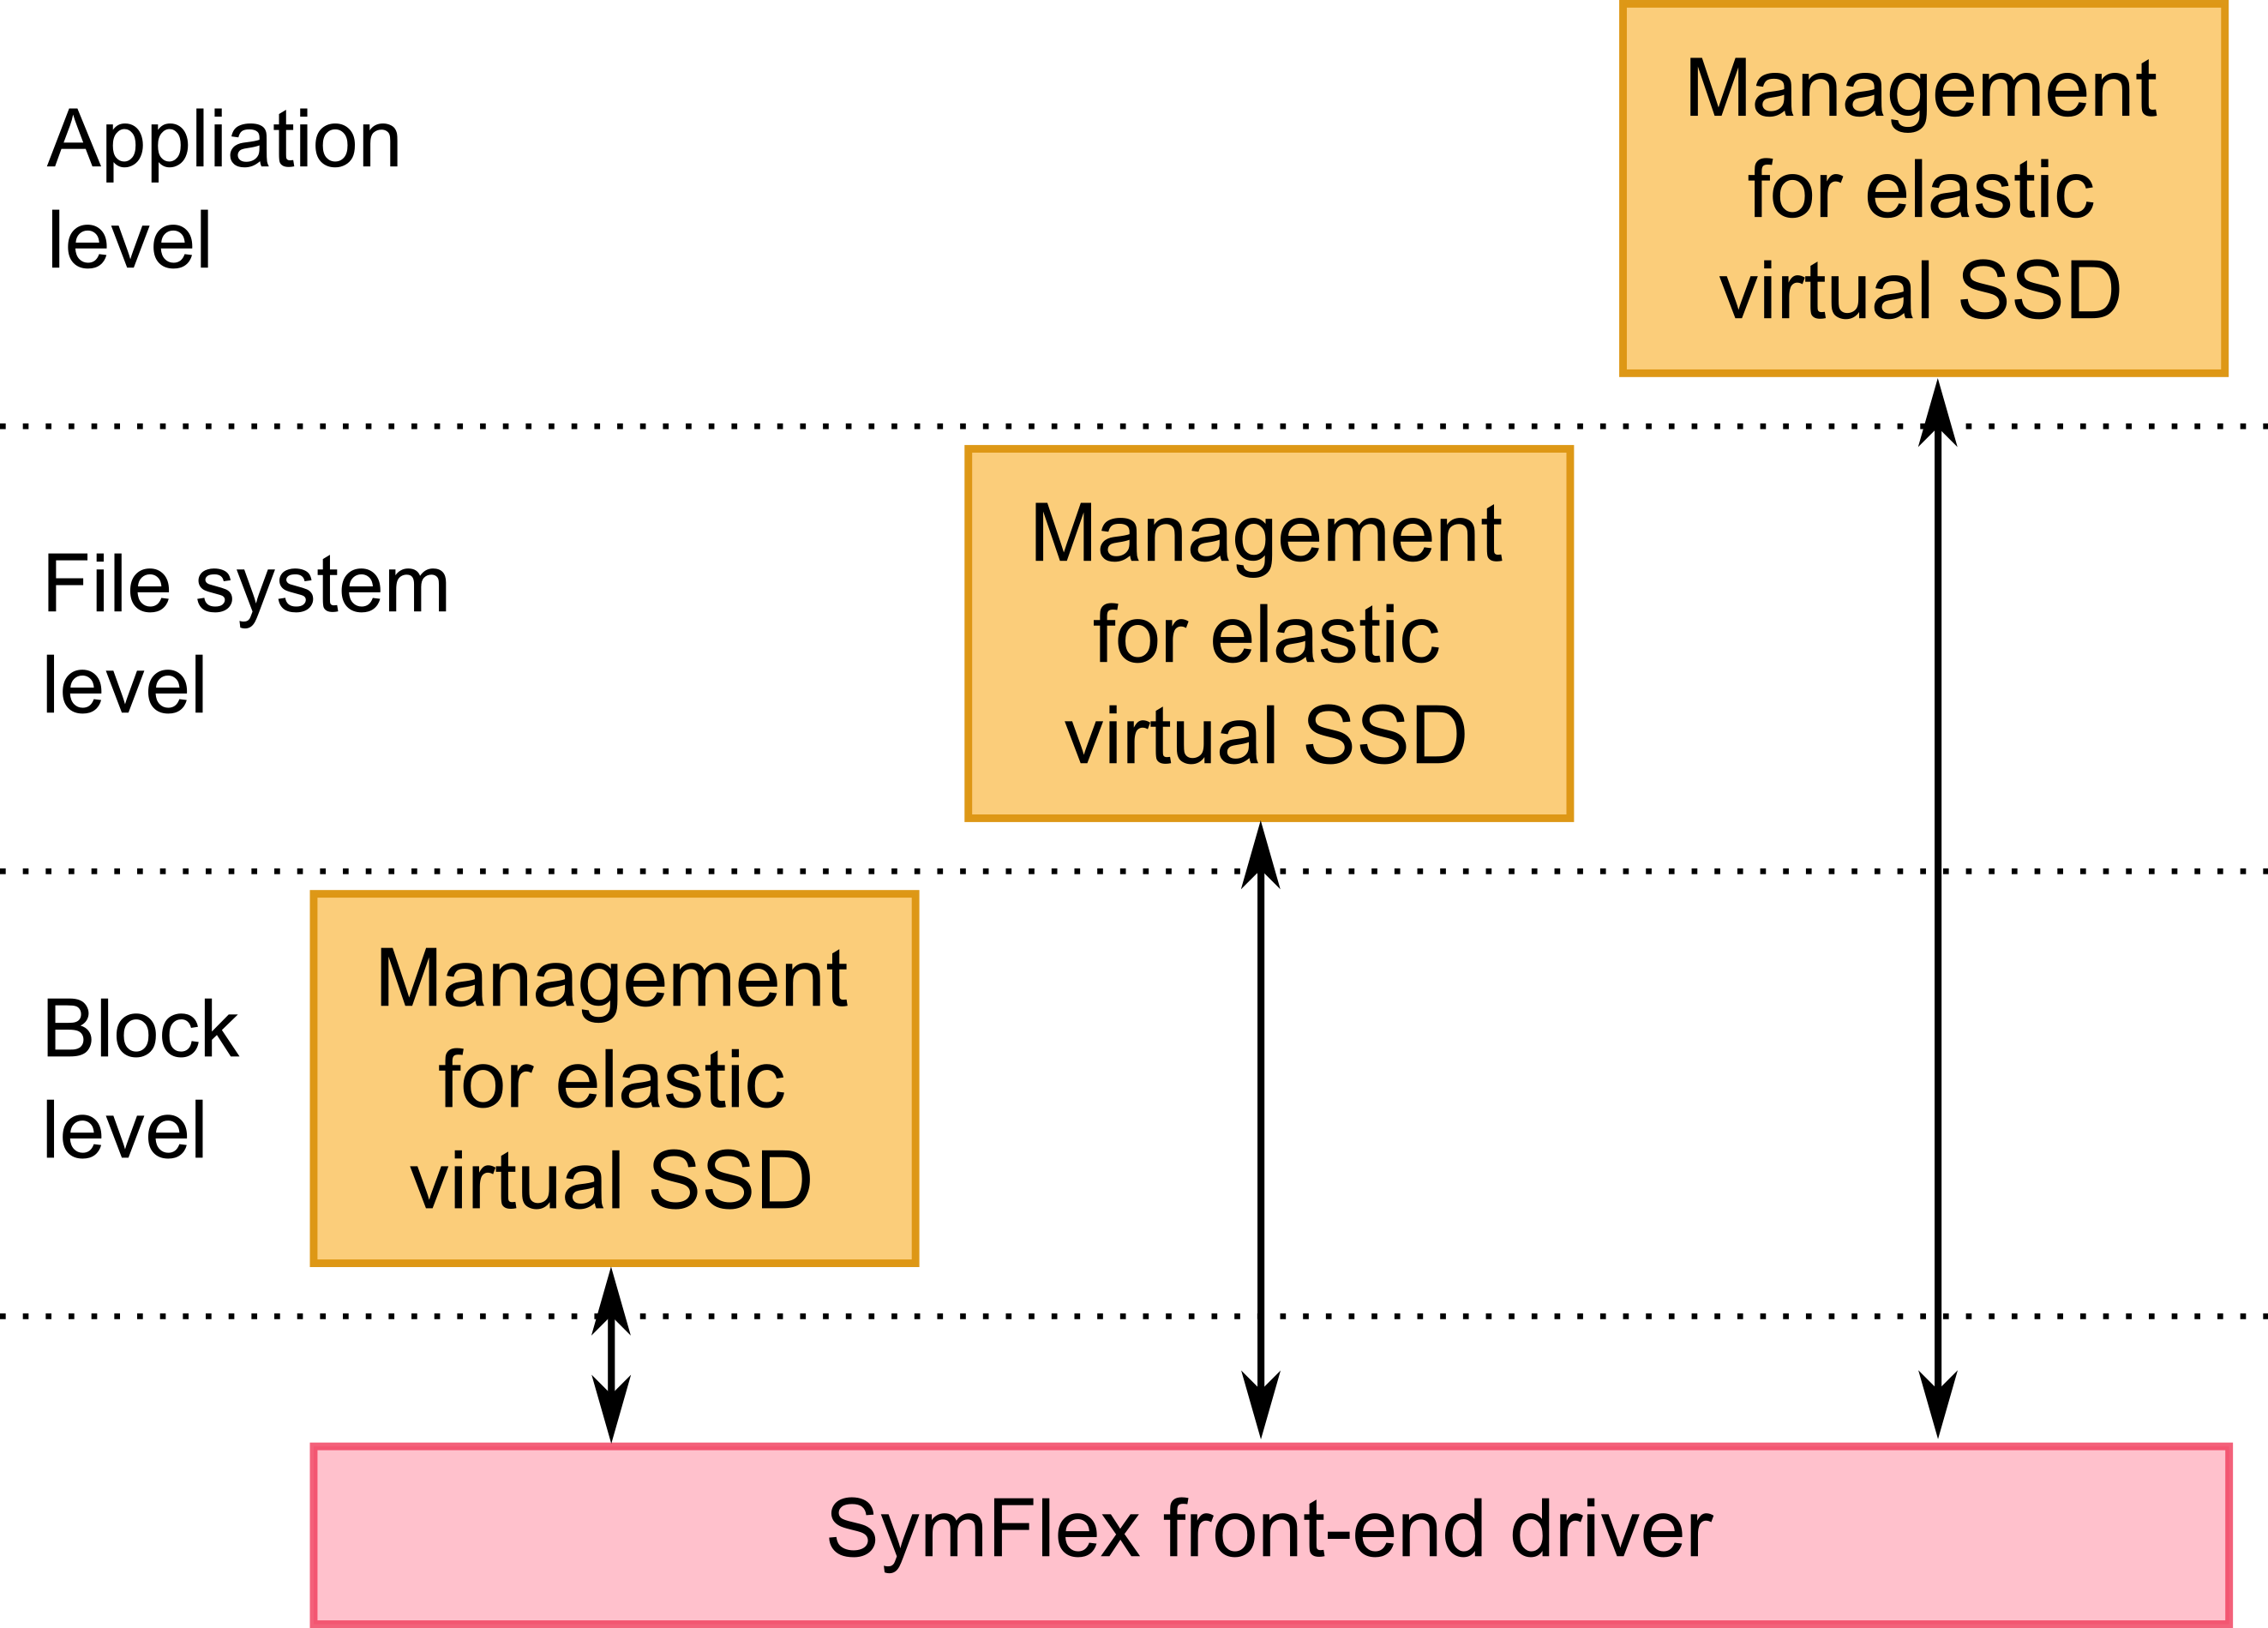 Appliation
level
Management
for elastic
virtual SSD
File system
level
Management
for elastic
virtual SSD
Block
level
Management
for elastic
virtual SSD
SymFlex front-end driver